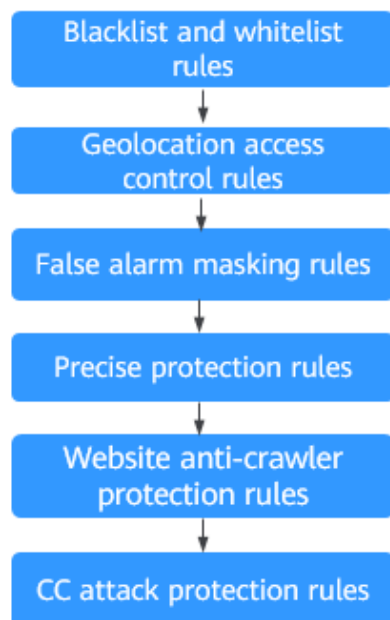 Blacklist and whitelist
rules
Geolocation access
control rules
False alarm masking rules
Precise protection rules
Website anti-crawler
protection rules
CC attack protection rules